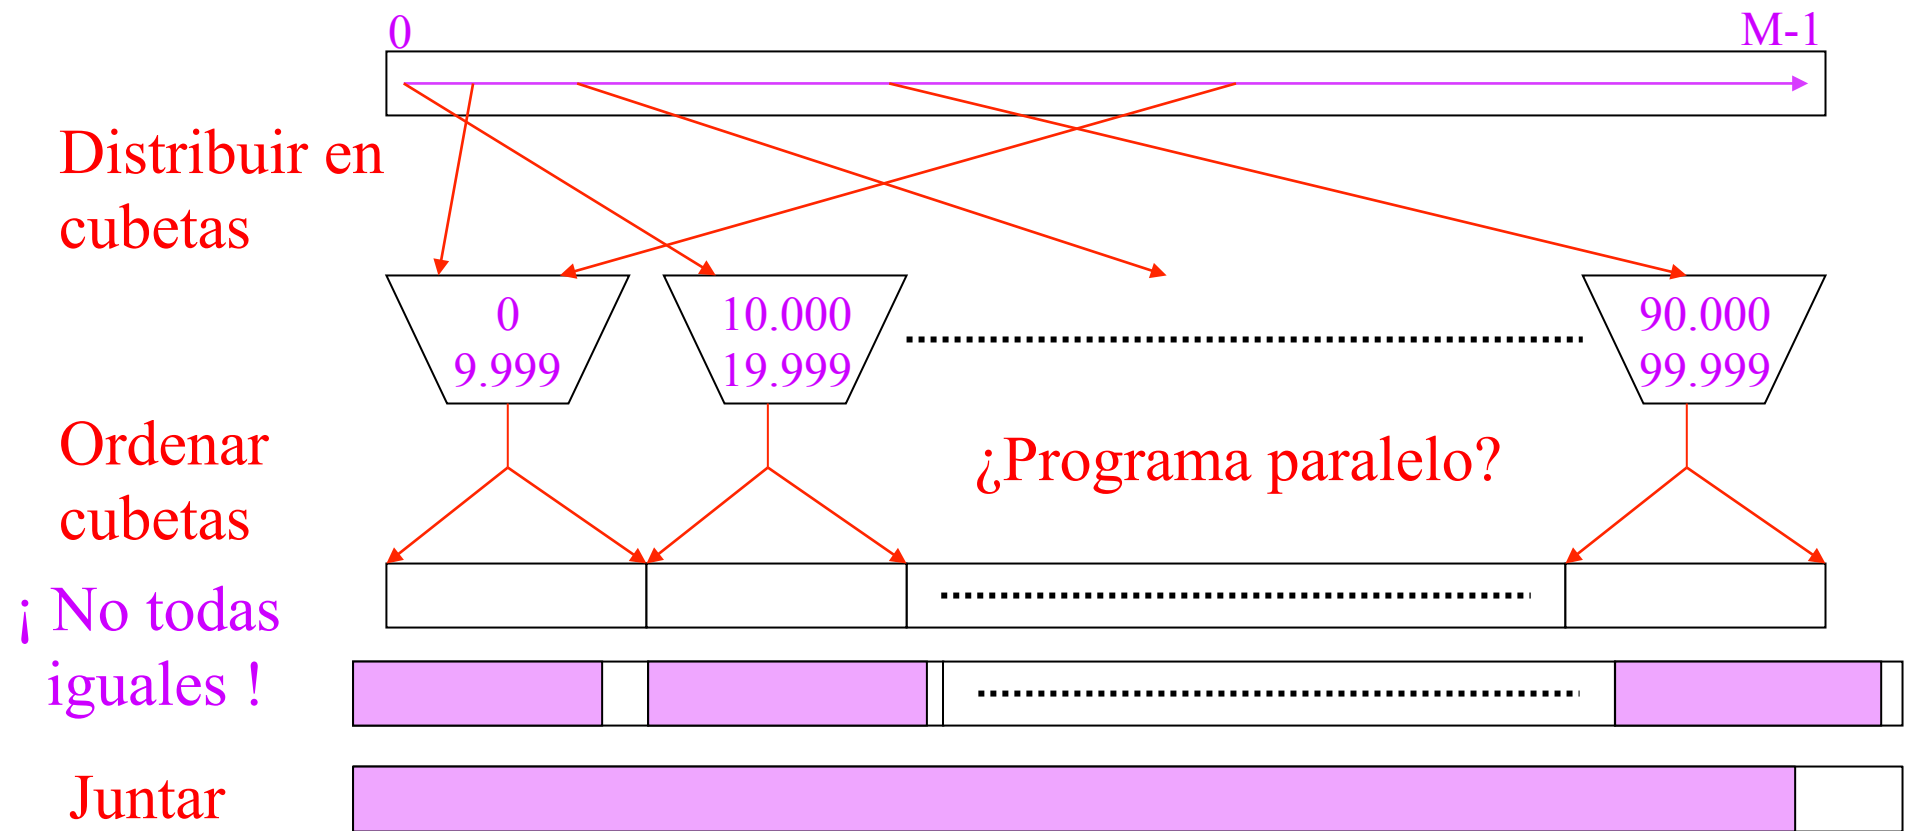 0
M-1
Distribuir en
cubetas
0
9.999
10.000
19.999
90.000
99.999
Ordenar
cubetas
¿Programa paralelo?
¡ No todas
iguales !
Juntar